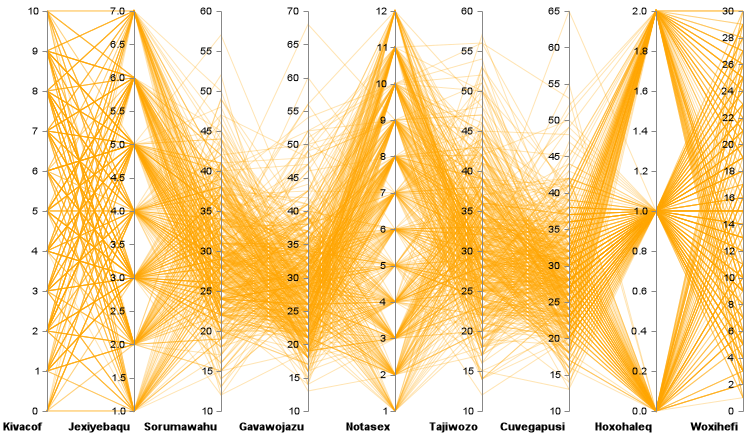 10 7.0 60 70 12 60 65 2.0 30
9 6.5 55 65 11 55 60 1.8 28
8 6.0 50 60 10 50 55 1.6 26
7 5.5 45 55 9 45 50 1.4 24
6 5.0 40 50 8 40 45 1.2 22
5 4.5 35 45 7 35 40 1.0 20
4 4.0 30 40 6 30 35 0.8 18
3 3.5 25 35 5 25 30 0.6 16
2 3.0 20 30 4 20 25 0.4 14
1 2.5 15 25 3 15 20 0.2 12
0 2.0 10 20 2 10 15 0.0 10
1.5 15 1 10 8
1.0 10 6
4
2
0
Kivacof Jexiyebaqu Sorumawahu Gavawojazu Notasex Tajiwozo Cuvegapusi Hoxohaleq Woxihefi